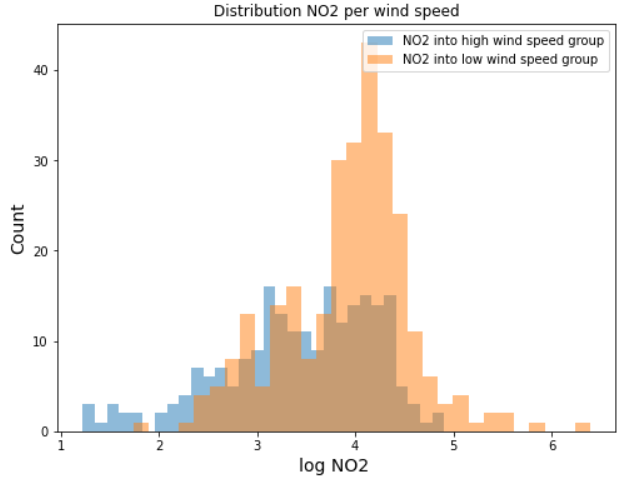 Distribution NO2 per wind speed
NO2 into high wind speed group
NO2 into low wind speed group
Count
40
30
20
10
0
1
2
3
4
5
6
log NO2